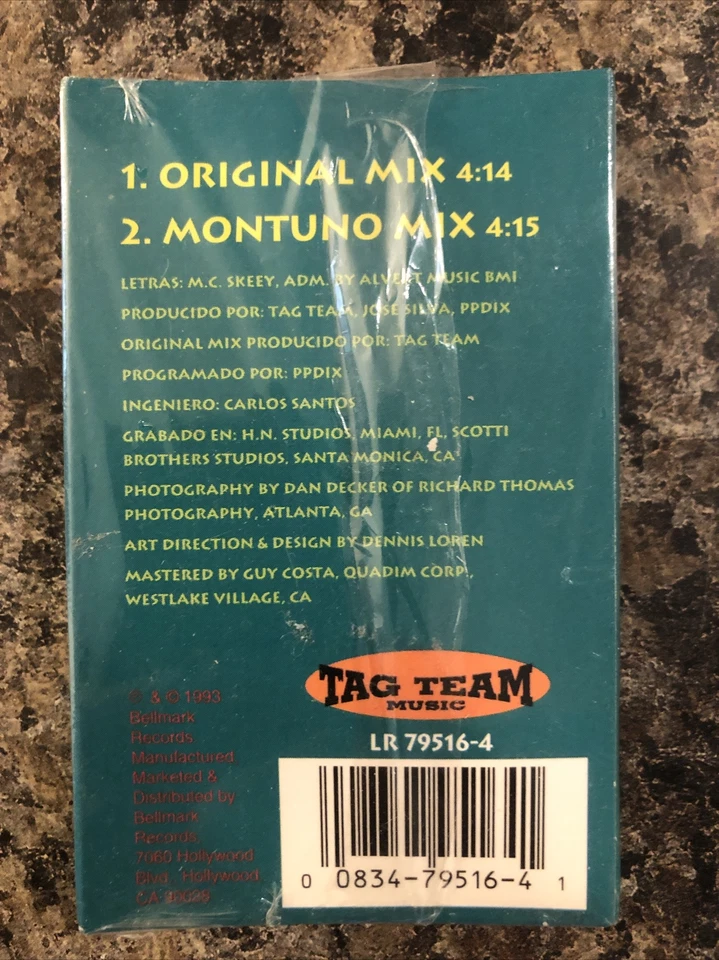 1. ORIGINAL MIX 4:14
2. MONTUNO MIX 4:15
LETRAS: M.C. SKEEY, ADM. BY ALVERT MUSIC BMI
PRODUCIDO POR: TAG TEAM, JOSE SILVA, PPDIX
ORIGINAL MIX PRODUCIDO POR: TAG TEAM
PROGRAMADO POR: PPDIX
INGENIERO: CARLOS SANTOS
GRABADO EN: H.N. STUDIOS, MIAMI, FL, SCOTTI
BROTHERS STUDIOS, SANTA MONICA, CA
PHOTOGRAPHY BY DAN DECKER OF RICHARD THOMAS
PHOTOGRAPHY, ATLANTA, GA
ART DIRECTION & DESIGN BY DENNIS LOREN
MASTERED BY GUY COSTA, QUADIM CORP.,
WESTLAKE VILLAGE, CA
℗ & © 1993
Bellmark
Records
Manufactured
Marketed &
Distributed by
Bellmark
Records,
7060 Hollywood
Blvd., Hollywood
CA 90028
TAG TEAM
MUSIC
LR 79516-4
0 0834-79516-4 1